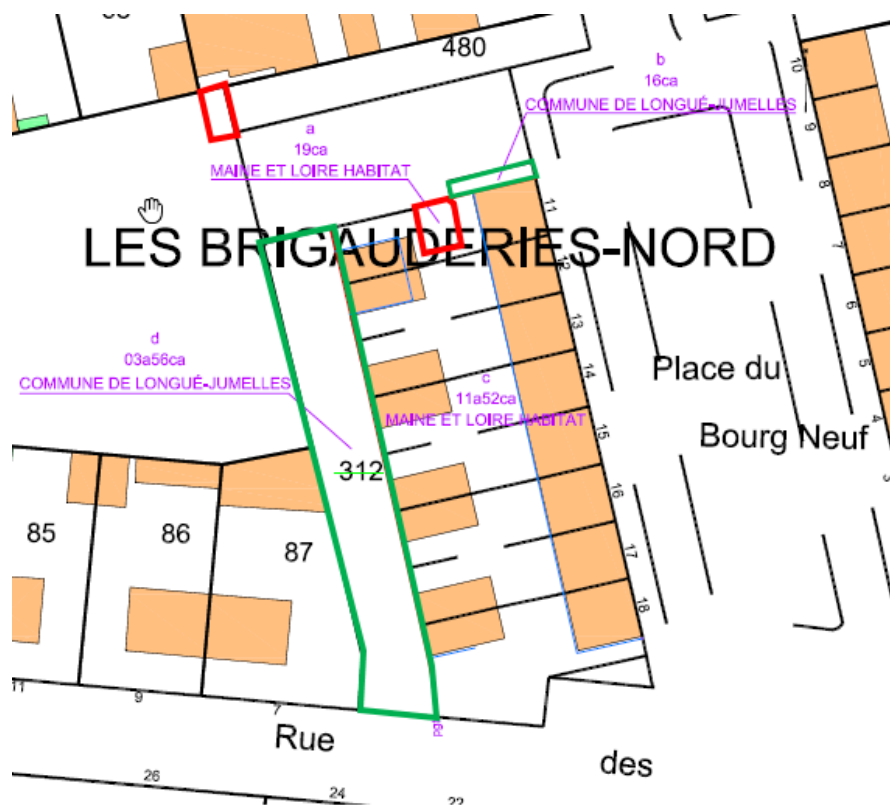 480
b
16ca
COMMUNE DE LONGUÉ-JUMELLES
10
9
a
19ca
MAINE ET LOIRE HABITAT
8
11
LES BRIGAUDERIES-NORD
7
12
6
13
d
03a56ca
COMMUNE DE LONGUÉ-JUMELLES
5
14
Place du
c
11a52ca
MAINE ET LOIRE HABITAT
4
15
Bourg Neuf
312
3
16
85
86
87
17
18
11
9
7
Rue
des
26
24
22